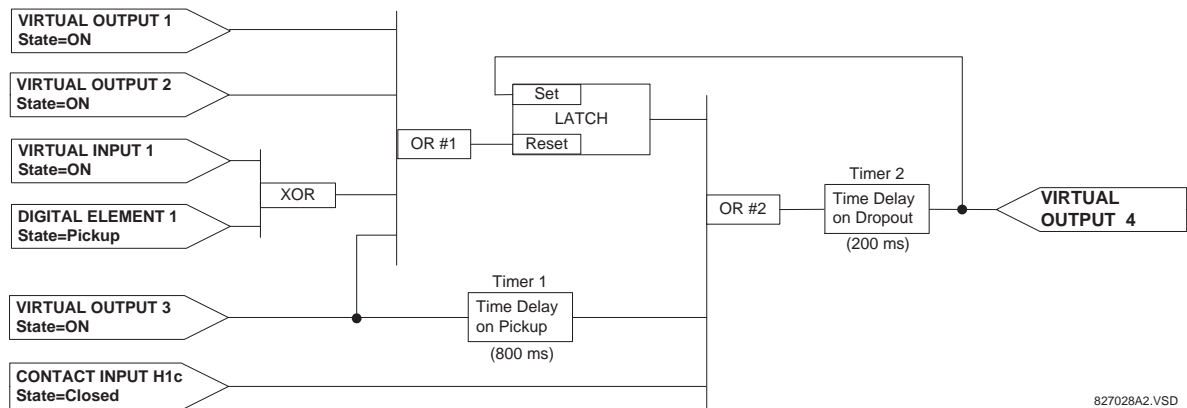 VIRTUAL OUTPUT 1
State=ON
VIRTUAL OUTPUT 2
State=ON
VIRTUAL INPUT 1
State=ON
DIGITAL ELEMENT 1
State=Pickup
VIRTUAL OUTPUT 3
State=ON
CONTACT INPUT H1c
State=Closed
XOR
OR #1
Set
LATCH
Reset
Timer 1
Time Delay
on Pickup
(800 ms)
OR #2
Timer 2
Time Delay
on Dropout
(200 ms)
VIRTUAL
OUTPUT 4
827028A2.VSD